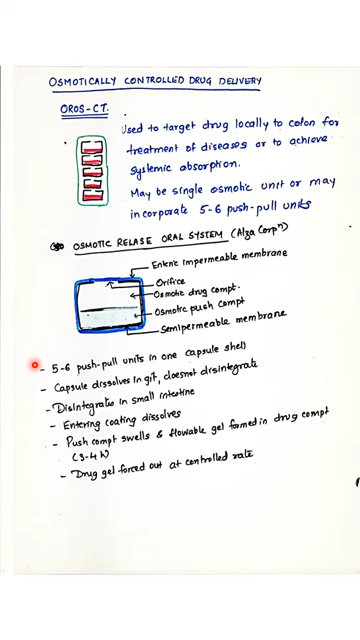 OSMOTICALLY CONTROLLED DRUG DELIVERY
OROS-CT.
Used to target drug locally to colon for
treatment of diseases or to achieve
systemic absorption.
May be single osmotic unit or may
incorporate 5-6 push-pull units
OSMOTIC RELASE ORAL SYSTEM (Alza Corpn)
Enteric impermeable membrane
Orifice
Osmotic drug compt.
Osmotic push compt
Semipermeable membrane
- 5-6 push-pull units in one capsule shell
- Capsule dissolves in git, doesnot disintegrate
- Disintegrates in small intestine
- Entering coating dissolves
- Push compt swells & flowable gel formed in drug compt
(3-4 h)
- Drug gel forced out at controlled rate